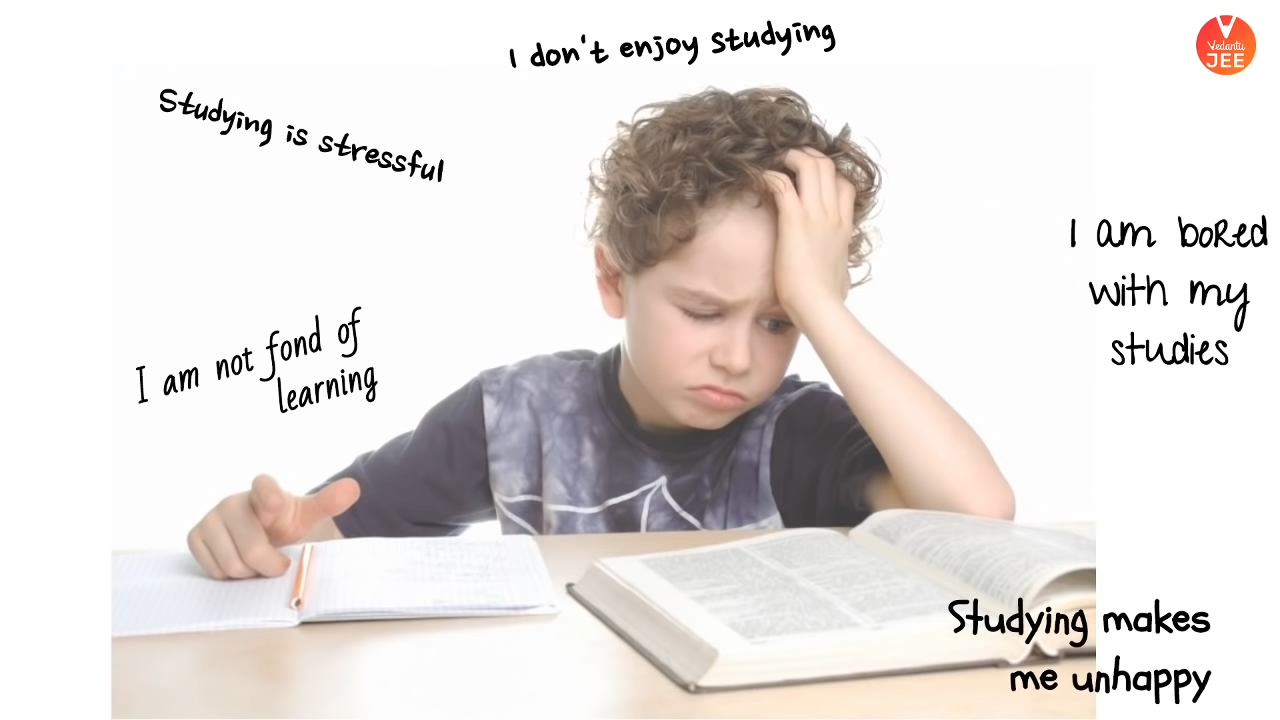 I don't enjoy studying
Vedantu
JEE
Studying is stressful
I am bored
with my
studies
I am not fond of
learning
Studying makes
me unhappy